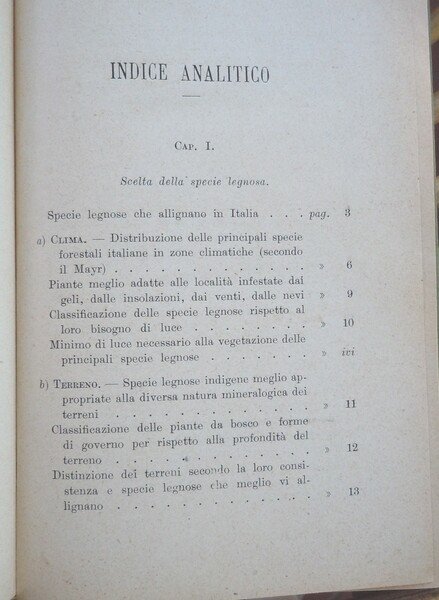 INDICE ANALITICO
CAP. I.
Scelta della specie legnosa.
Specie legnose che allignano in Italia . . . pag. 3
a) CLIMA. — Distribuzione delle principali specie
forestali italiane in zone climatiche (secondo
il Mayr) . . . . . . . . . . . » 6
Piante meglio adatte alle località infestate dai
geli, dalle insolazioni, dai venti, dalle nevi » 9
Classificazione delle specie legnose rispetto al
loro bisogno di luce . . . . . . . . » 10
Minimo di luce necessario alla vegetazione delle
principali specie legnose . . . . . . . » ivi
b) TERRENO. — Specie legnose indigene meglio ap-
propriate alla diversa natura mineralogica dei
terreni . . . . . . . . . . . . » 11
Classificazione delle piante da bosco e forme
di governo per rispetto alla profondità del
terreno . . . . . . . . . . . . » 12
Distinzione dei terreni secondo la loro consi-
stenza e specie legnose che meglio vi al-
lignano . . . . . . . . . . . . » 13